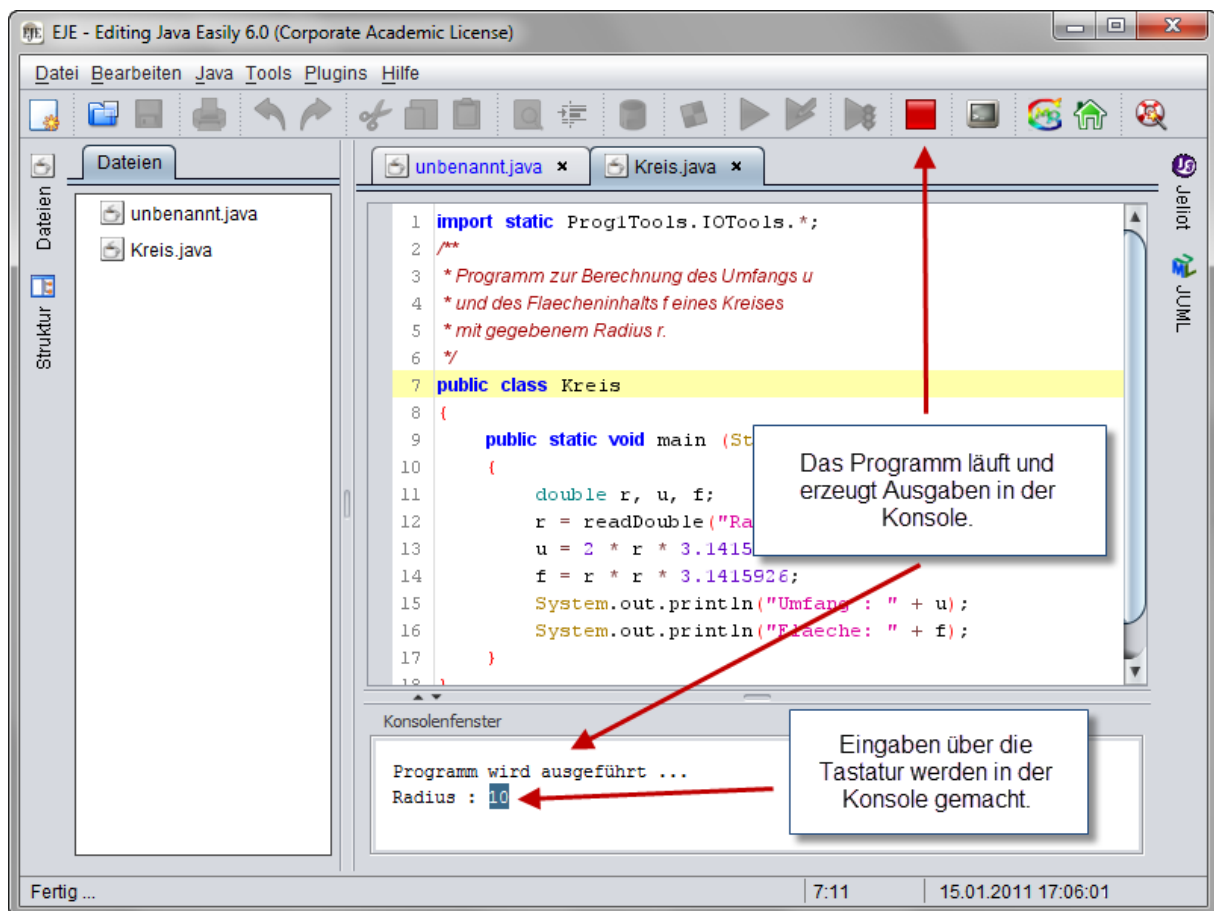 EJE - Editing Java Easily 6.0 (Corporate Academic License)
Datei Bearbeiten Java Tools Plugins Hilfe
Dateien
Struktur
Dateien
unbenannt.java
Kreis.java
unbenannt.java
Kreis.java
1 import static Prog1Tools.IOTools.*;
2 /**
3 * Programm zur Berechnung des Umfangs u
4 * und des Flaecheninhalts f eines Kreises
5 * mit gegebenem Radius r.
6 */
7 public class Kreis
8 {
9 public static void main (St
10 {
11 double r, u, f;
12 r = readDouble("Ra
13 u = 2 * r * 3.1415
14 f = r * r * 3.1415926;
15 System.out.println("Umfang : " + u);
16 System.out.println("Flaeche: " + f);
17 }
18 }
Das Programm läuft und
erzeugt Ausgaben in der
Konsole.
Konsolenfenster
Programm wird ausgeführt ...
Radius : 10
Eingaben über die
Tastatur werden in der
Konsole gemacht.
Jeliot
JUML
Fertig ...
7:11
15.01.2011 17:06:01